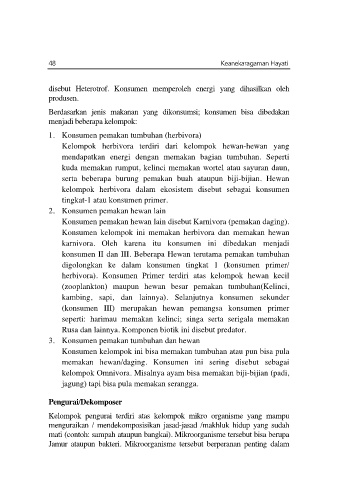 48 Keanekaragaman Hayati
disebut Heterotrof. Konsumen memperoleh energi yang dihasilkan oleh
produsen.
Berdasarkan jenis makanan yang dikonsumsi; konsumen bisa dibedakan
menjadi beberapa kelompok:
1. Konsumen pemakan tumbuhan (herbivora)
Kelompok herbivora terdiri dari kelompok hewan-hewan yang
mendapatkan energi dengan memakan bagian tumbuhan. Seperti
kuda memakan rumput, kelinci memakan wortel atau sayuran daun,
serta beberapa burung pemakan buah ataupun biji-bijian. Hewan
kelompok herbivora dalam ekosistem disebut sebagai konsumen
tingkat-1 atau konsumen primer.
2. Konsumen pemakan hewan lain
Konsumen pemakan hewan lain disebut Karnivora (pemakan daging).
Konsumen kelompok ini memakan herbivora dan memakan hewan
karnivora. Oleh karena itu konsumen ini dibedakan menjadi
konsumen II dan III. Beberapa Hewan terutama pemakan tumbuhan
digolongkan ke dalam konsumen tingkat 1 (konsumen primer/
herbivora). Konsumen Primer terdiri atas kelompok hewan kecil
(zooplankton) maupun hewan besar pemakan tumbuhan(Kelinci,
kambing, sapi, dan lainnya). Selanjutnya konsumen sekunder
(konsumen III) merupakan hewan pemangsa konsumen primer
seperti: harimau memakan kelinci; singa serta serigala memakan
Rusa dan lainnya. Komponen biotik ini disebut predator.
3. Konsumen pemakan tumbuhan dan hewan
Konsumen kelompok ini bisa memakan tumbuhan atau pun bisa pula
memakan hewan/daging. Konsumen ini sering disebut sebagai
kelompok Omnivora. Misalnya ayam bisa memakan biji-bijian (padi,
jagung) tapi bisa pula memakan serangga.
Pengurai/Dekomposer
Kelompok pengurai terdiri atas kelompok mikro organisme yang mampu
menguraikan / mendekomposisikan jasad-jasad /makhluk hidup yang sudah
mati (contoh: sampah ataupun bangkai). Mikroorganisme tersebut bisa berupa
Jamur ataupun bakteri. Mikroorganisme tersebut berperanan penting dalam